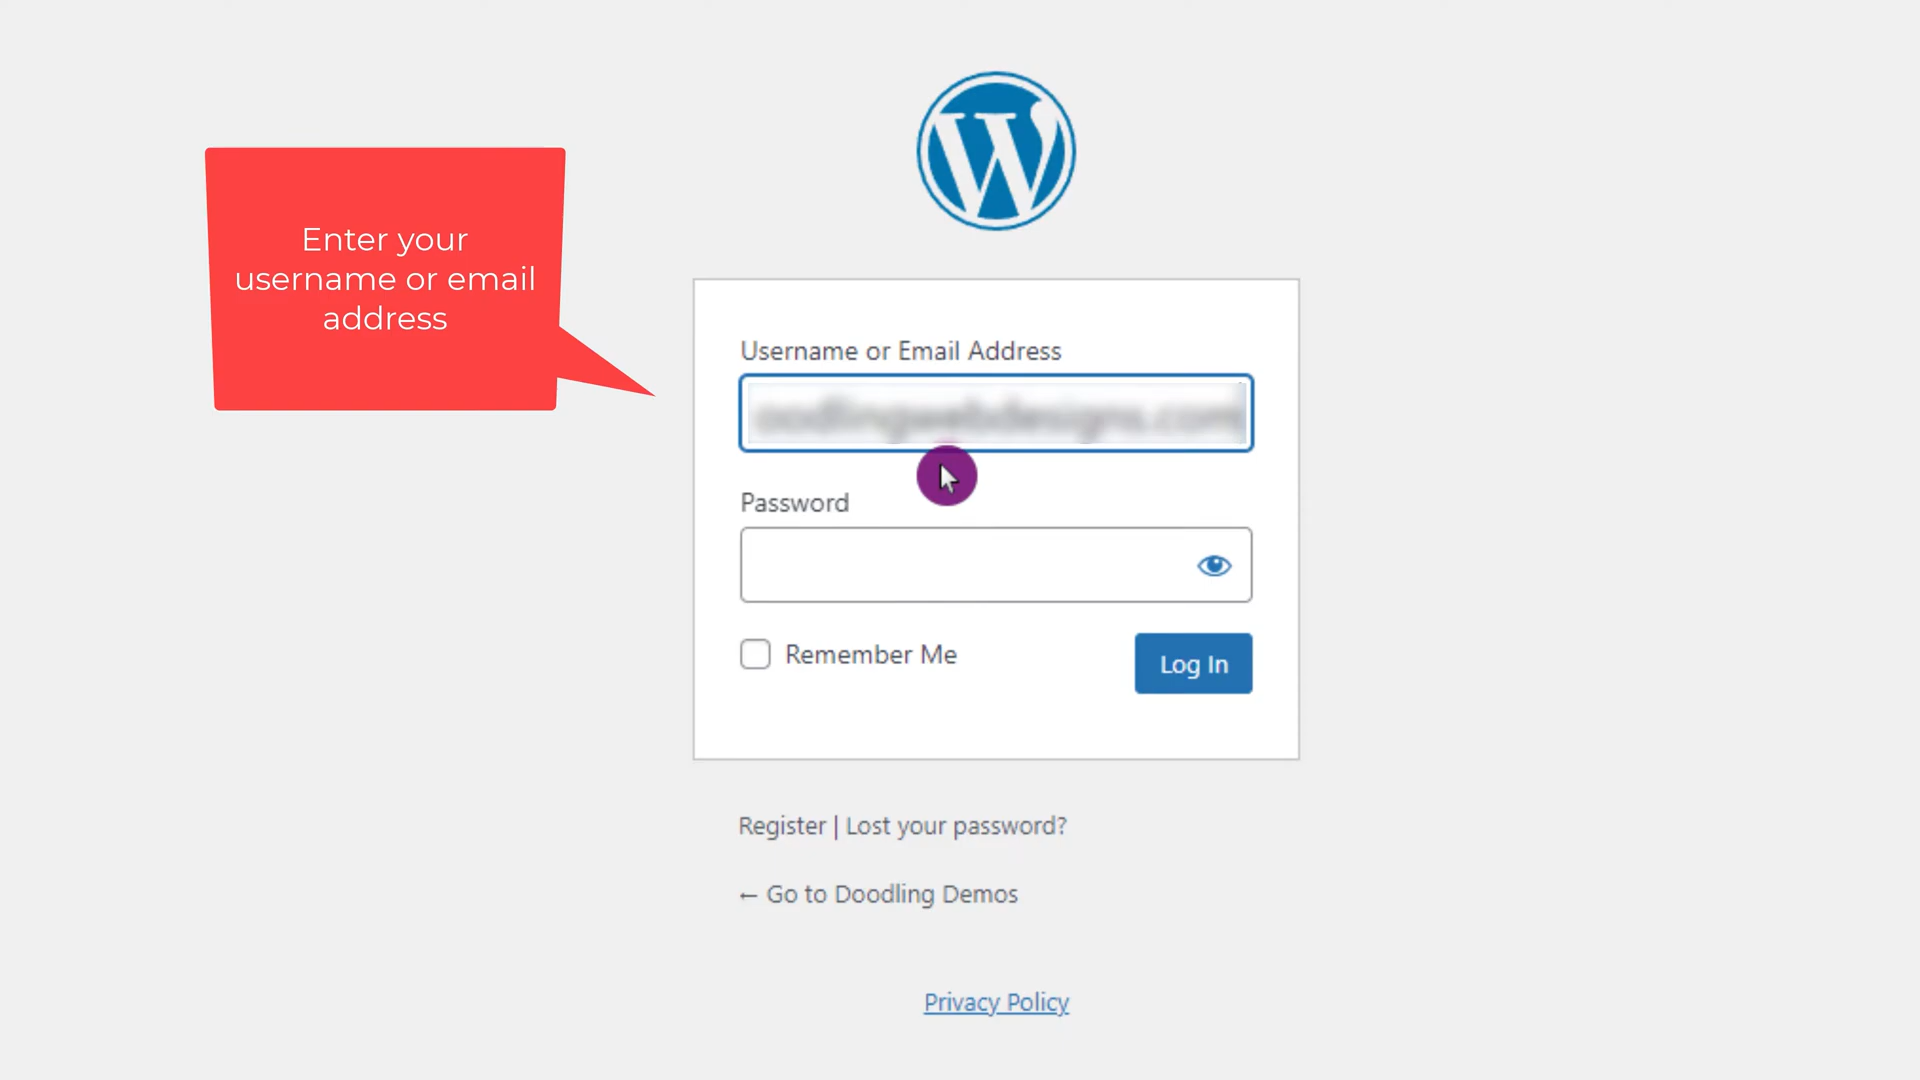 Enter your
username or email
address
Username or Email Address
Password
Remember Me
Log In
Register | Lost your password?
← Go to Doodling Demos
Privacy Policy